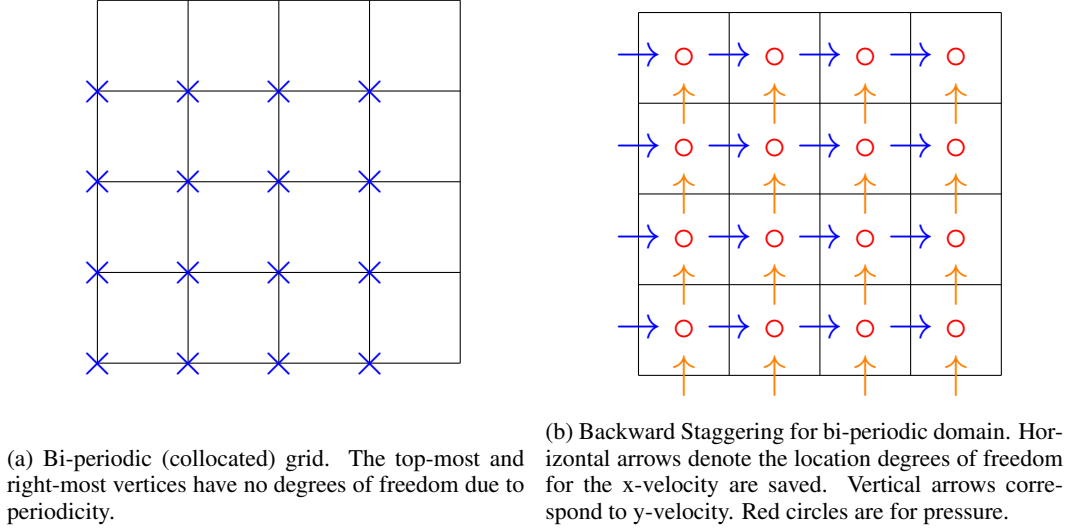 (a) Bi-periodic (collocated) grid. The top-most and
right-most vertices have no degrees of freedom due to
periodicity.
(b) Backward Staggering for bi-periodic domain. Hor-
izontal arrows denote the location degrees of freedom
for the x-velocity are saved. Vertical arrows corre-
spond to y-velocity. Red circles are for pressure.